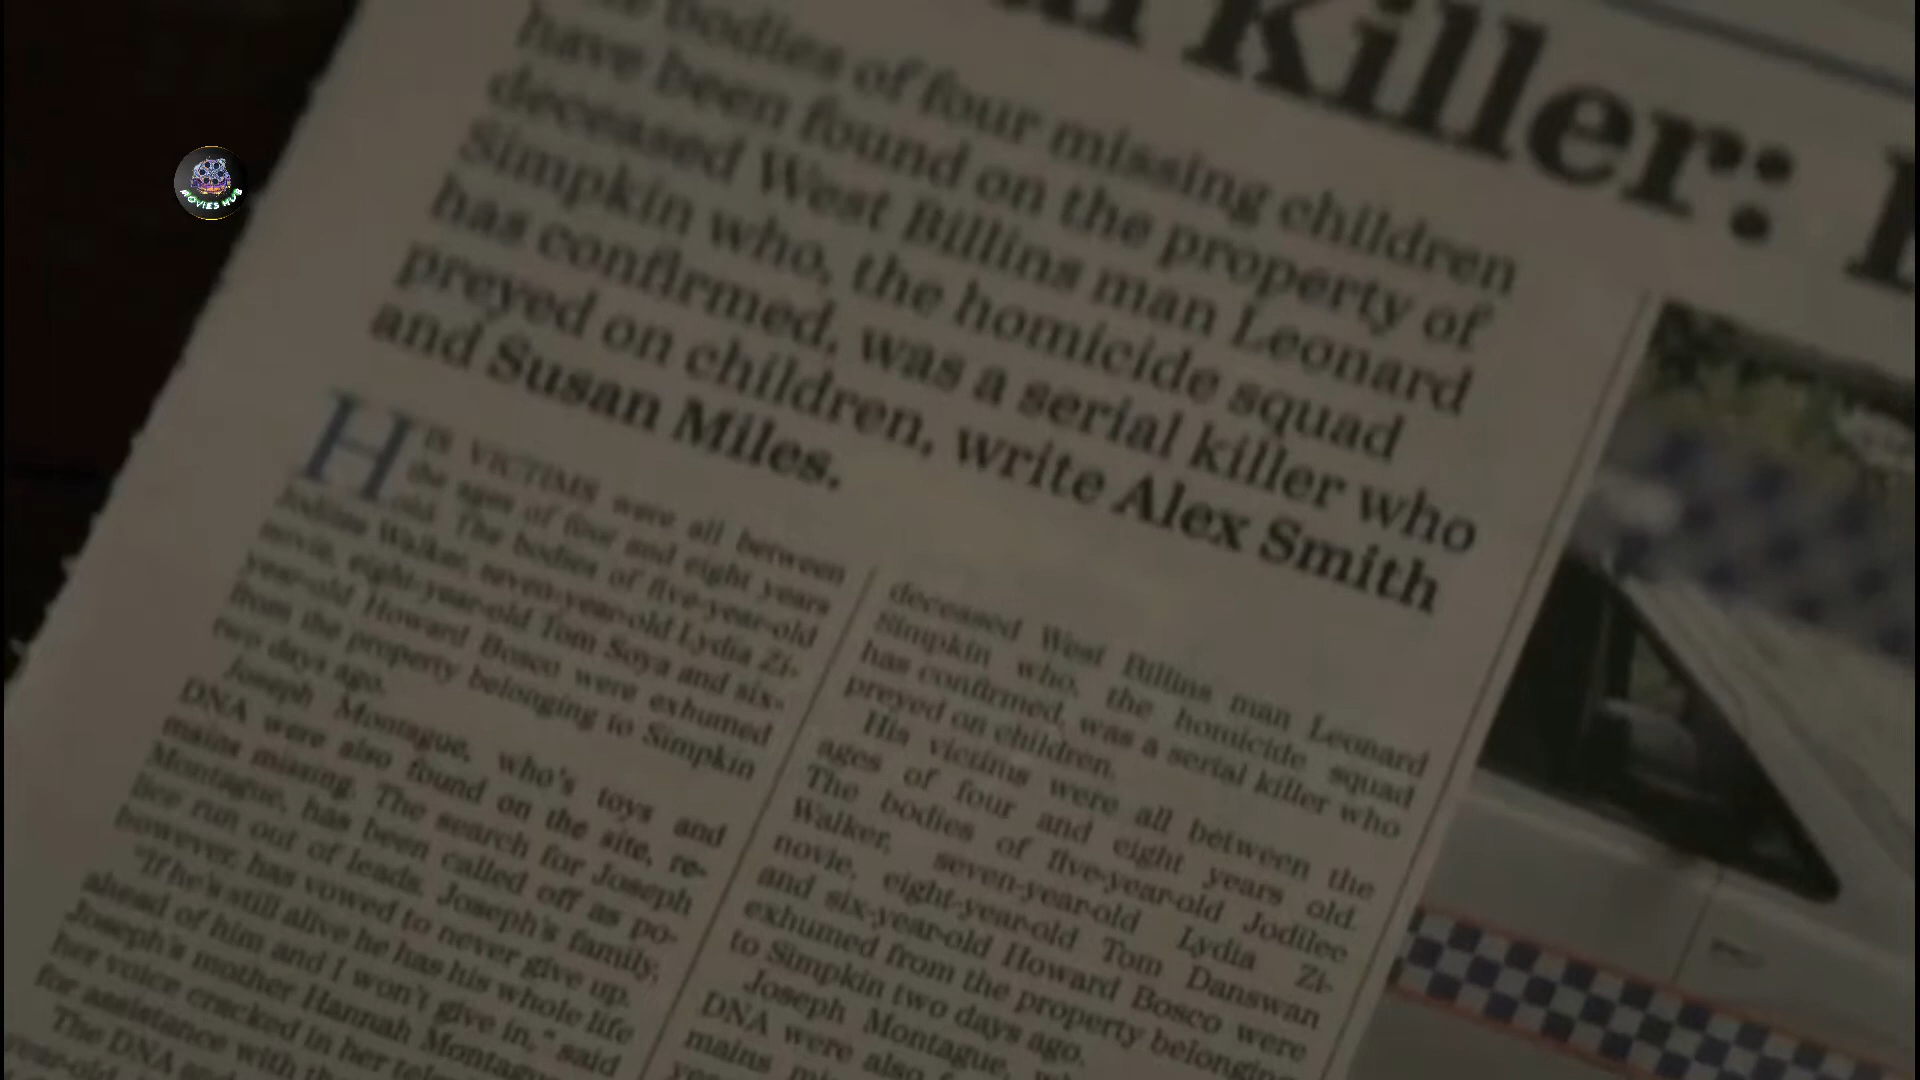 Killer:
bodies of four missing children
have been found on the property of
deceased West Billins man Leonard
Simpkin who, the homicide squad
has confirmed, was a serial killer who
preyed on children, write Alex Smith
and Susan Miles.
HIS VICTIMS were all between
the ages of four and eight years
old. The bodies of five-year-old
Jodilee Walker, seven-year-old Lydia Zi-
novie, eight-year-old Tom Soya and six-
year-old Howard Bosco were exhumed
from the property belonging to Simpkin
two days ago.
Joseph Montague, who's toys and
DNA were also found on the site, re-
mains missing. The search for Joseph
Montague, has been called off as po-
lice run out of leads. Joseph's family,
however, has vowed to never give up.
"If he's still alive he has his whole life
ahead of him and I won't give in," said
Joseph's mother Hannah Montague
her voice cracked in her
for assistance with
The DNA
year-old
deceased West Billins man Leonard
Simpkin who, the homicide squad
has confirmed, was a serial killer who
preyed on children.
His victims were all between the
ages of four and eight years old.
The bodies of five-year-old Jodilee
Walker, seven-year-old Lydia Zi-
novie, eight-year-old Tom Danswan
and six-year-old Howard Bosco were
exhumed from the property belonging
to Simpkin two days ago.
Joseph Montague,
DNA were also
mains
MOVIES HUB